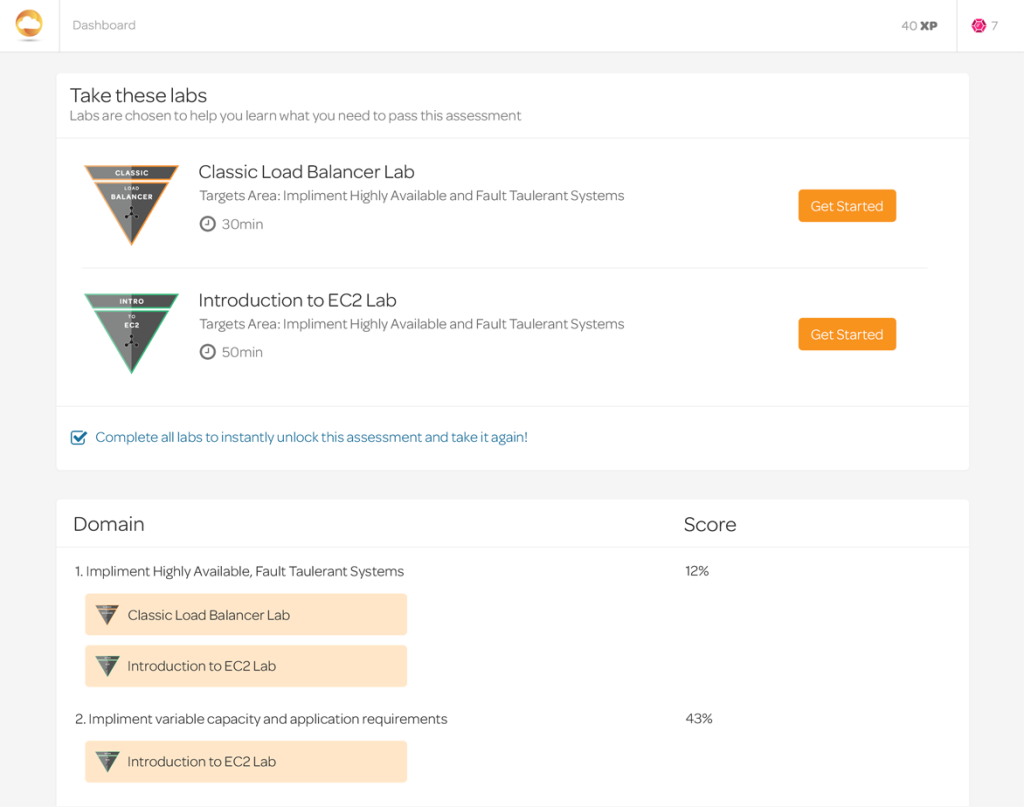 Dashboard
40 XP
7
Take these labs
Labs are chosen to help you learn what you need to pass this assessment
CLASSIC
LOAD
BALANCER
Classic Load Balancer Lab
Targets Area: Impliment Highly Available and Fault Taulerant Systems
30min
Get Started
INTRO
TO
EC2
Introduction to EC2 Lab
Targets Area: Impliment Highly Available and Fault Taulerant Systems
50min
Get Started
Complete all labs to instantly unlock this assessment and take it again!
Domain Score
1. Impliment Highly Available, Fault Taulerant Systems 12%
Classic Load Balancer Lab
Introduction to EC2 Lab
2. Impliment variable capacity and application requirements 43%
Introduction to EC2 Lab